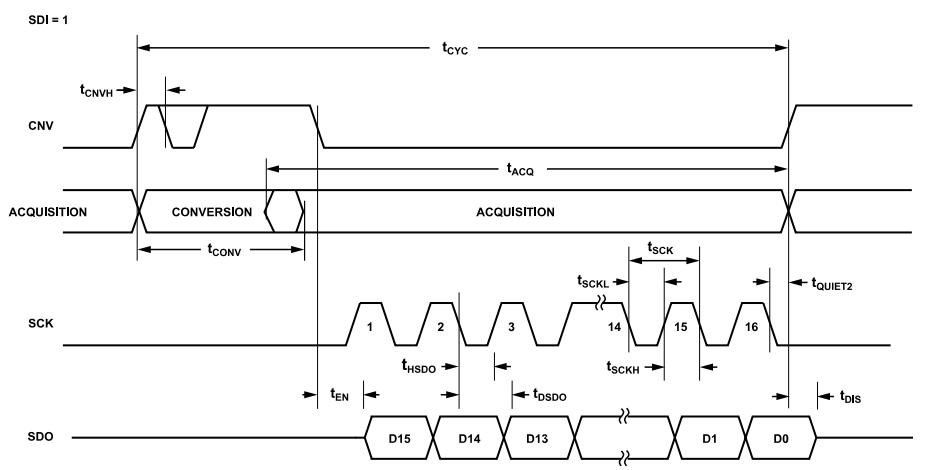 SDI = 1
tCYC
tCNVH
CNV
tACQ
ACQUISITION CONVERSION ACQUISITION
tCONV
tSCK
tSCKL
tQUIET2
SCK 1 2 3 14 15 16
tHSDO
tSCKH
tEN
tDSDO
tDIS
SDO D15 D14 D13 D1 D0